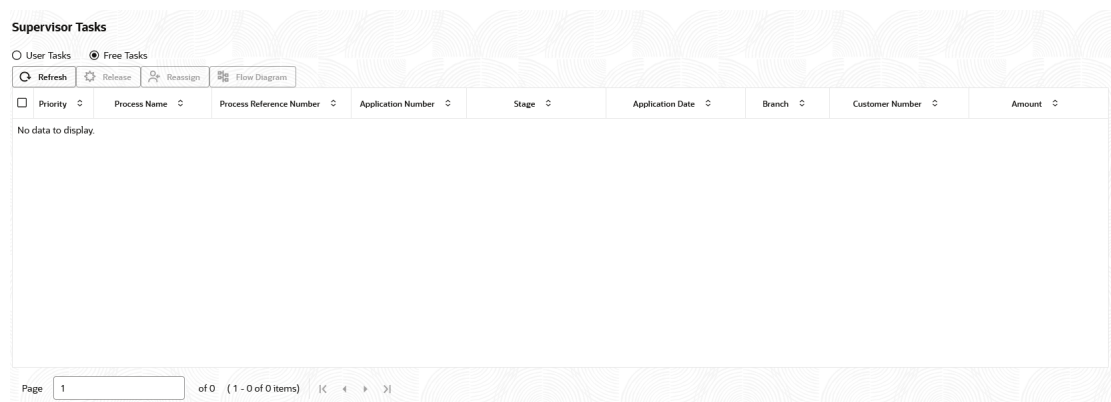 Supervisor Tasks
User Tasks Free Tasks
Refresh Release Reassign Flow Diagram
Priority Process Name Process Reference Number Application Number Stage Application Date Branch Customer Number Amount
No data to display.
Page 1 of 0 ( 1 - 0 of 0 items)